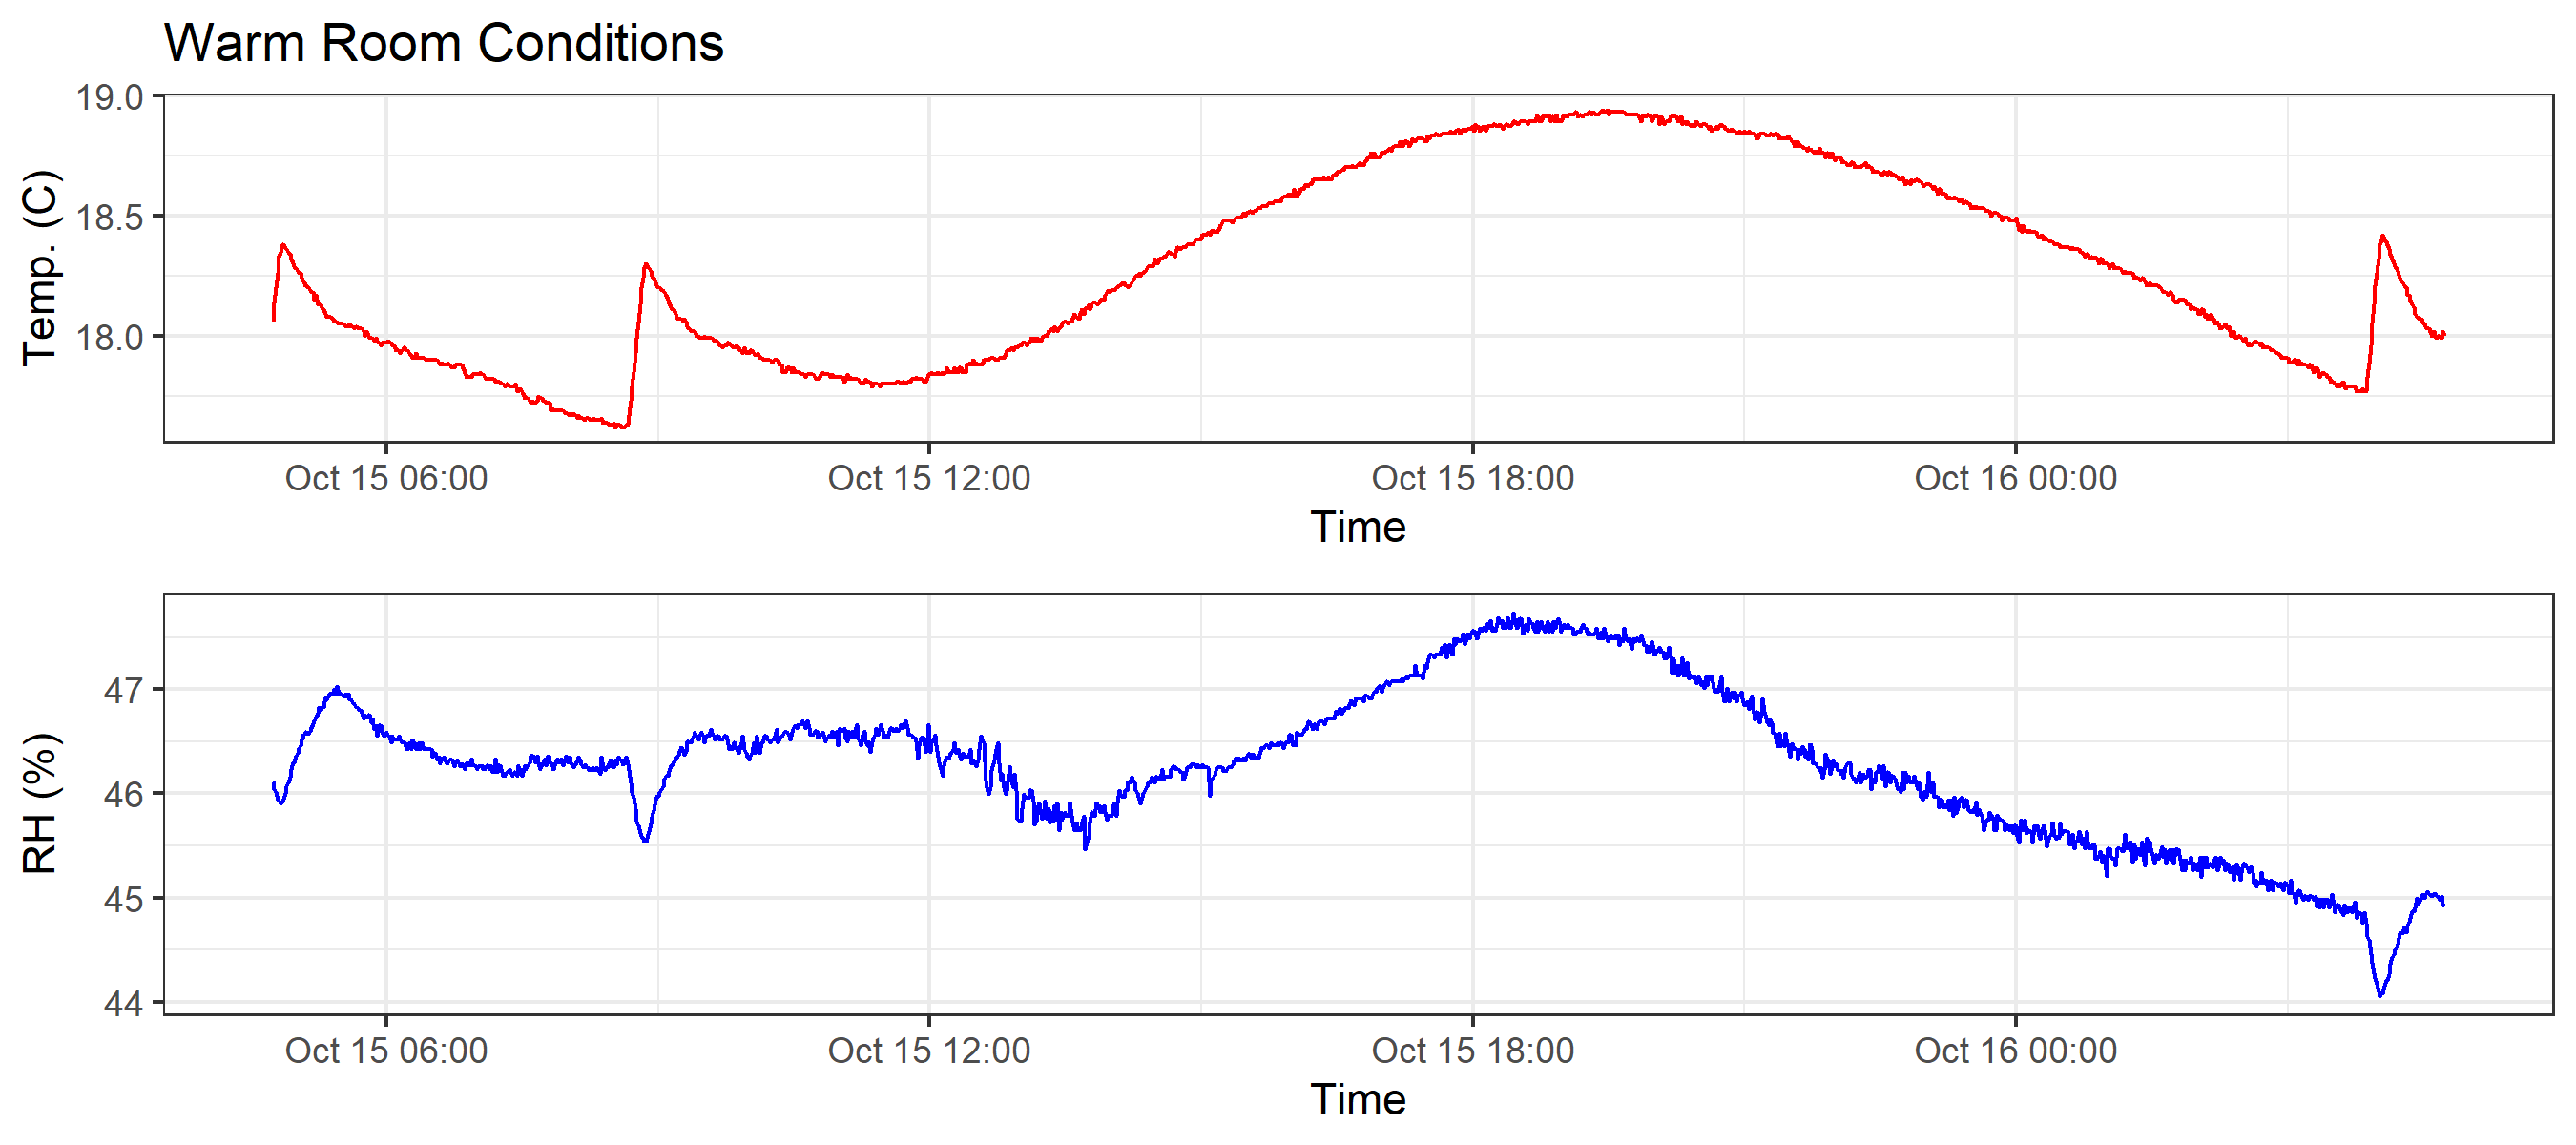 Warm Room Conditions
19.0
18.5
18.0
Temp. (C)
Oct 15 06:00 Oct 15 12:00 Oct 15 18:00 Oct 16 00:00
Time
47
46
45
44
RH (%)
Oct 15 06:00 Oct 15 12:00 Oct 15 18:00 Oct 16 00:00
Time